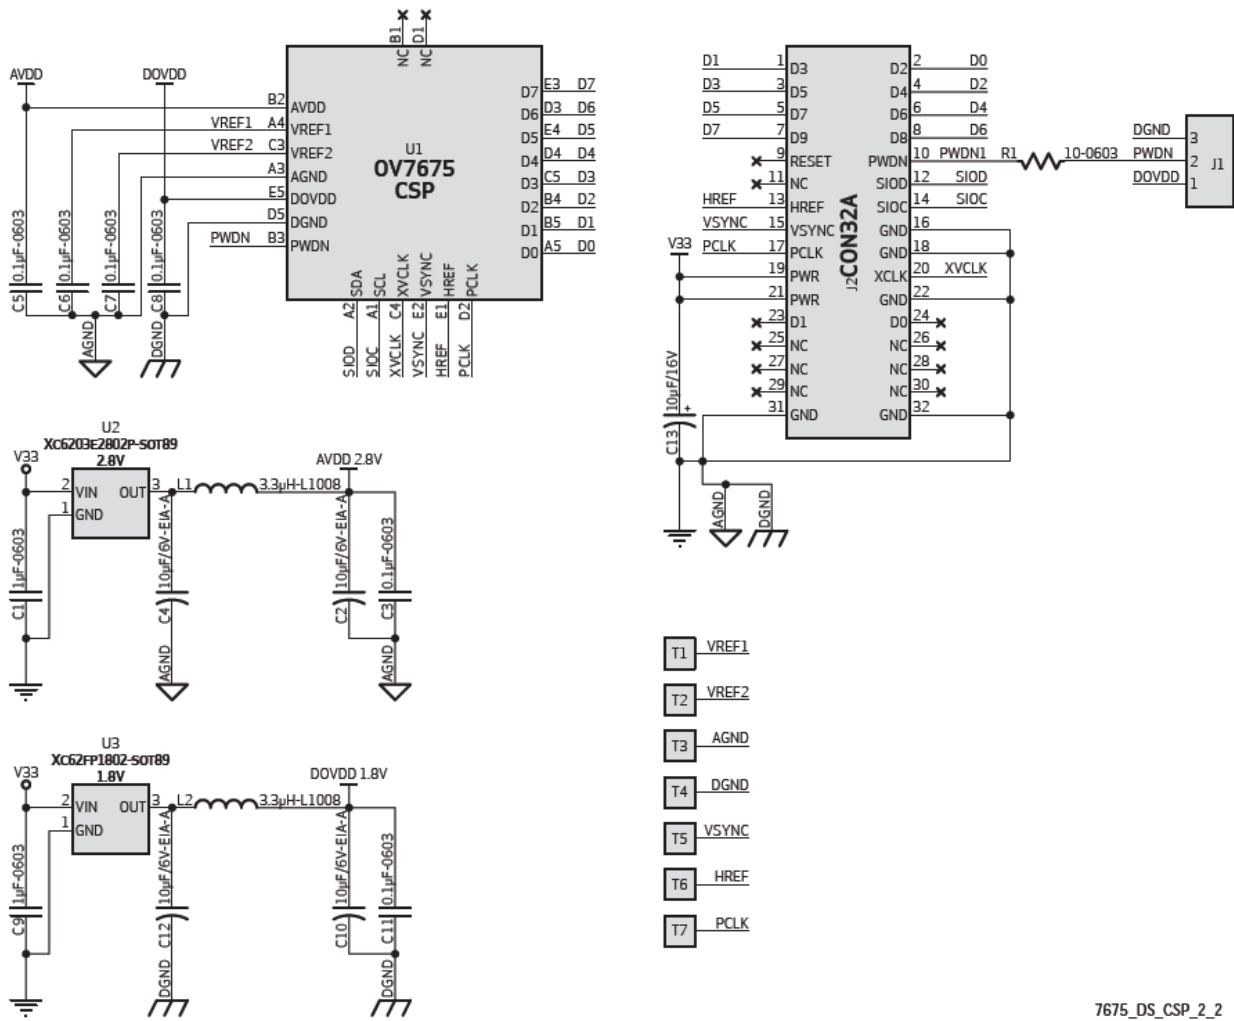 B1
D1
NC
NC
AVDD
DOVDD
B2
AVDD
VREF1
A4
VREF1
VREF2
C3
VREF2
A3
AGND
E5
DOVDD
D5
DGND
PWDN
B3
PWDN
U1
OV7675
CSP
D7
E3
D7
D6
D3
D6
D5
E4
D5
D4
D4
D4
D3
C5
D3
D2
B4
D2
D1
B5
D1
D0
A5
D0
C5
0.1μF-0603
C6
0.1μF-0603
C7
0.1μF-0603
C8
0.1μF-0603
AGND
DGND
SDA
SCL
XVCLK
VSYNC
HREF
PCLK
A2
A1
C4
E2
E1
D2
SIOD
SIOC
XVCLK
VSYNC
HREF
PCLK
D1
1
D3
D2
2
D0
D3
3
D5
D4
4
D2
D5
5
D7
D6
6
D4
D7
7
D9
D8
8
D6
9
RESET
PWDN
10
PWDN1
R1
10-0603
11
NC
SIOD
12
SIOD
HREF
13
HREF
SIOC
14
SIOC
VSYNC
15
VSYNC
GND
16
PCLK
17
PCLK
GND
18
V33
19
PWR
XCLK
20
XVCLK
21
PWR
GND
22
23
D1
D0
24
25
NC
NC
26
27
NC
NC
28
29
NC
NC
30
31
GND
GND
32
J2
CON32A
DGND
3
PWDN
2
DOVDD
1
J1
C13
10μF/16V
+
AGND
DGND
U2
XC6203E2802P-SOT89
2.8V
V33
2
VIN
OUT
3
L1
3.3μH-L1008
AVDD 2.8V
1
GND
C1
1μF-0603
C4
10μF/6V-EIA-A
C2
10μF/6V-EIA-A
C3
0.1μF-0603
AGND
AGND
U3
XC62FP1802-SOT89
1.8V
V33
2
VIN
OUT
3
L2
3.3μH-L1008
DOVDD 1.8V
1
GND
C9
1μF-0603
C12
10μF/6V-EIA-A
C10
10μF/6V-EIA-A
C11
0.1μF-0603
DGND
DGND
T1
VREF1
T2
VREF2
T3
AGND
T4
DGND
T5
VSYNC
T6
HREF
T7
PCLK
7675_DS_CSP_2_2